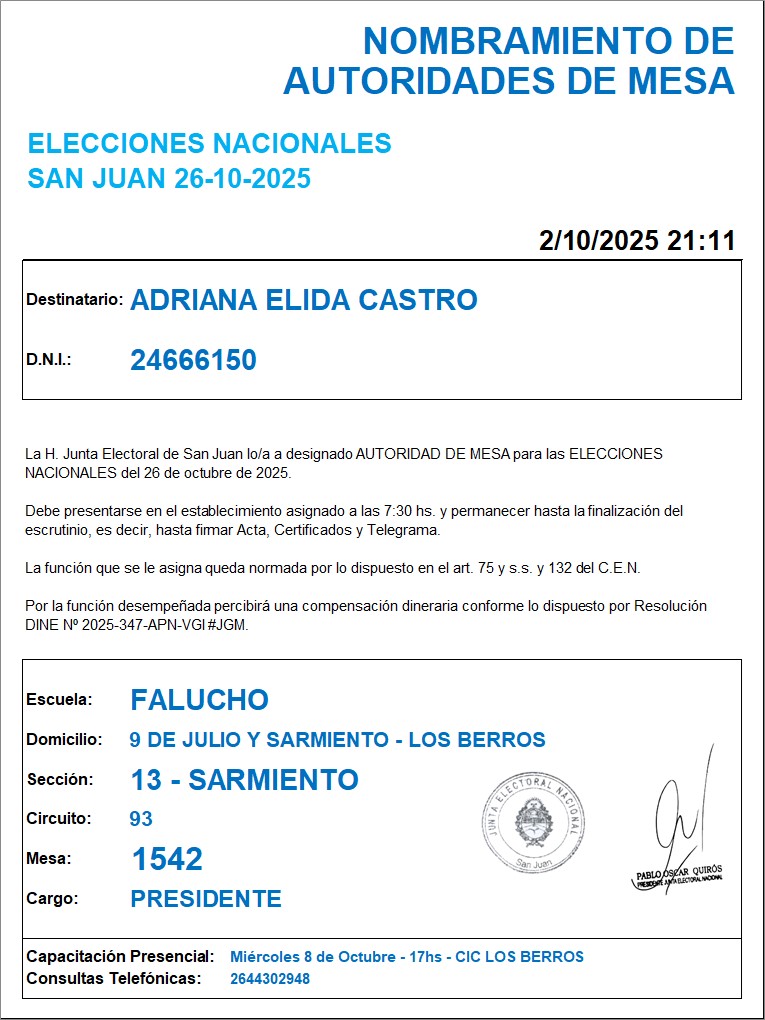 NOMBRAMIENTO DE
AUTORIDADES DE MESA
ELECCIONES NACIONALES
SAN JUAN 26-10-2025
2/10/2025 21:11
Destinatario: ADRIANA ELIDA CASTRO
D.N.I.: 24666150
La H. Junta Electoral de San Juan lo/a a designado AUTORIDAD DE MESA para las ELECCIONES
NACIONALES del 26 de octubre de 2025.
Debe presentarse en el establecimiento asignado a las 7:30 hs. y permanecer hasta la finalización del
escrutinio, es decir, hasta firmar Acta, Certificados y Telegrama.
La función que se le asigna queda normada por lo dispuesto en el art. 75 y s.s. y 132 del C.E.N.
Por la función desempeñada percibirá una compensación dineraria conforme lo dispuesto por Resolución
DINE Nº 2025-347-APN-VGI#JGM.
Escuela: FALUCHO
Domicilio: 9 DE JULIO Y SARMIENTO - LOS BERROS
Sección: 13 - SARMIENTO
Circuito: 93
Mesa: 1542
Cargo: PRESIDENTE
JUNTA ELECTORAL NACIONAL
San Juan
PABLO OSCAR QUIRÓS
PRESIDENTE JUNTA ELECTORAL NACIONAL
Capacitación Presencial: Miércoles 8 de Octubre - 17hs - CIC LOS BERROS
Consultas Telefónicas: 2644302948